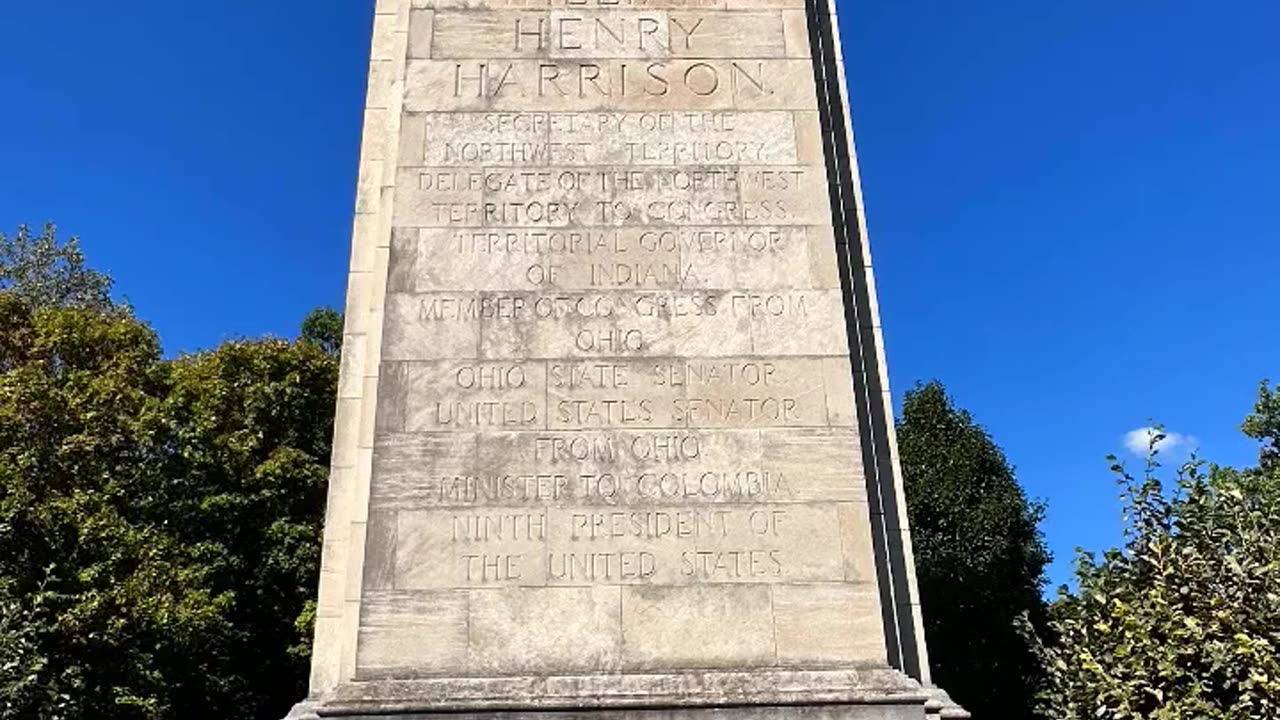 WILLIAM
HENRY
HARRISON.
SECRETARY OF THE
NORTHWEST TERRITORY.
DELEGATE OF THE NORTHWEST
TERRITORY TO CONGRESS.
TERRITORIAL GOVERNOR
OF INDIANA.
MEMBER OF CONGRESS FROM
OHIO.
OHIO STATE SENATOR.
UNITED STATES SENATOR
FROM OHIO.
MINISTER TO COLOMBIA
NINTH PRESIDENT OF
THE UNITED STATES.